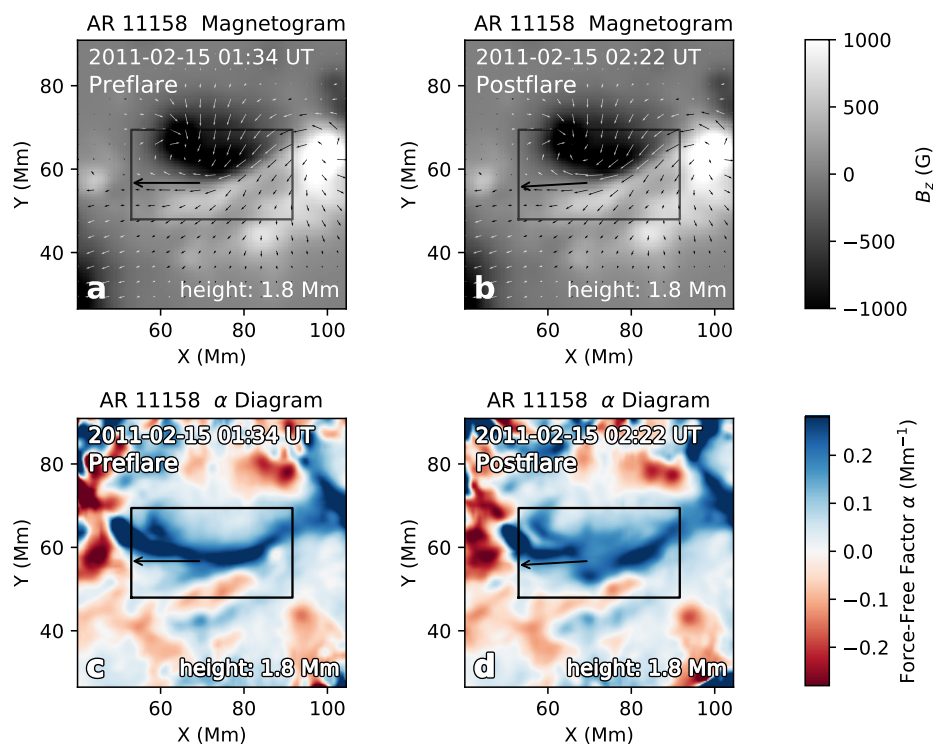 AR 11158 Magnetogram
2011-02-15 01:34 UT
Preflare
a
height: 1.8 Mm
80
60
40
Y (Mm)
60 80 100
X (Mm)
AR 11158 Magnetogram
2011-02-15 02:22 UT
Postflare
b
height: 1.8 Mm
80
60
40
Y (Mm)
60 80 100
X (Mm)
1000
500
0
−500
−1000
B_z (G)
AR 11158 α Diagram
2011-02-15 01:34 UT
Preflare
c
height: 1.8 Mm
80
60
40
Y (Mm)
60 80 100
X (Mm)
AR 11158 α Diagram
2011-02-15 02:22 UT
Postflare
d
height: 1.8 Mm
80
60
40
Y (Mm)
60 80 100
X (Mm)
0.2
0.1
0.0
−0.1
−0.2
Force-Free Factor α (Mm⁻¹)